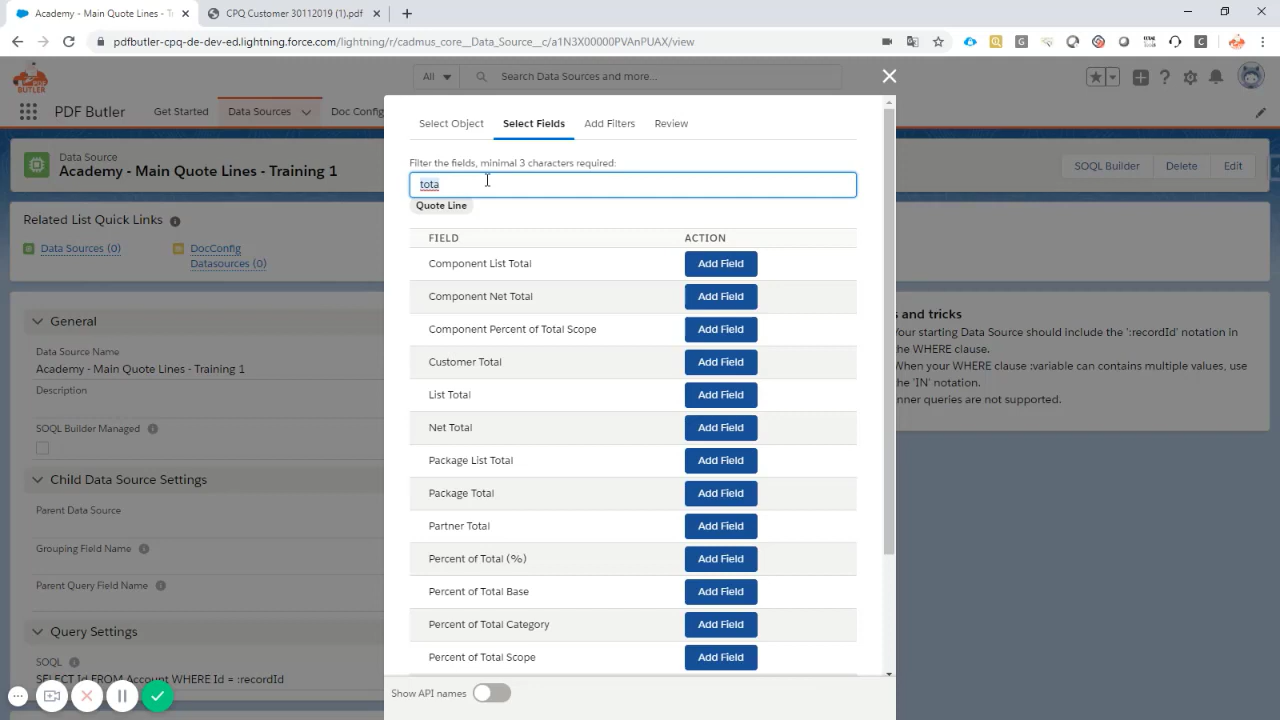 Academy - Main Quote Lines - Tr
CPQ Customer 30112019 (1).pdf
pdfbutler-cpq-de-dev-ed.lightning.force.com/lightning/r/cadmus_core__Data_Source__c/a1N3X00000PVAnPUAX/view
BUTLER
All
Search Data Sources and more...
PDF Butler
Get Started
Data Sources
Doc Config
Data Source
Academy - Main Quote Lines - Training 1
SOQL Builder
Delete
Edit
Related List Quick Links
Data Sources (0)
DocConfig
Datasources (0)
General
Data Source Name
Academy - Main Quote Lines - Training 1
Description
SOQL Builder Managed
Child Data Source Settings
Parent Data Source
Grouping Field Name
Parent Query Field Name
Query Settings
SOQL
SELECT Id FROM Account WHERE Id = :recordId
Select Object
Select Fields
Add Filters
Review
Filter the fields, minimal 3 characters required:
tota
Quote Line
FIELD ACTION
Component List Total Add Field
Component Net Total Add Field
Component Percent of Total Scope Add Field
Customer Total Add Field
List Total Add Field
Net Total Add Field
Package List Total Add Field
Package Total Add Field
Partner Total Add Field
Percent of Total (%) Add Field
Percent of Total Base Add Field
Percent of Total Category Add Field
Percent of Total Scope Add Field
Show API names
s and tricks
Your starting Data Source should include the ':recordId' notation in
the WHERE clause.
When your WHERE clause :variable can contains multiple values, use
the 'IN' notation.
nner queries are not supported.